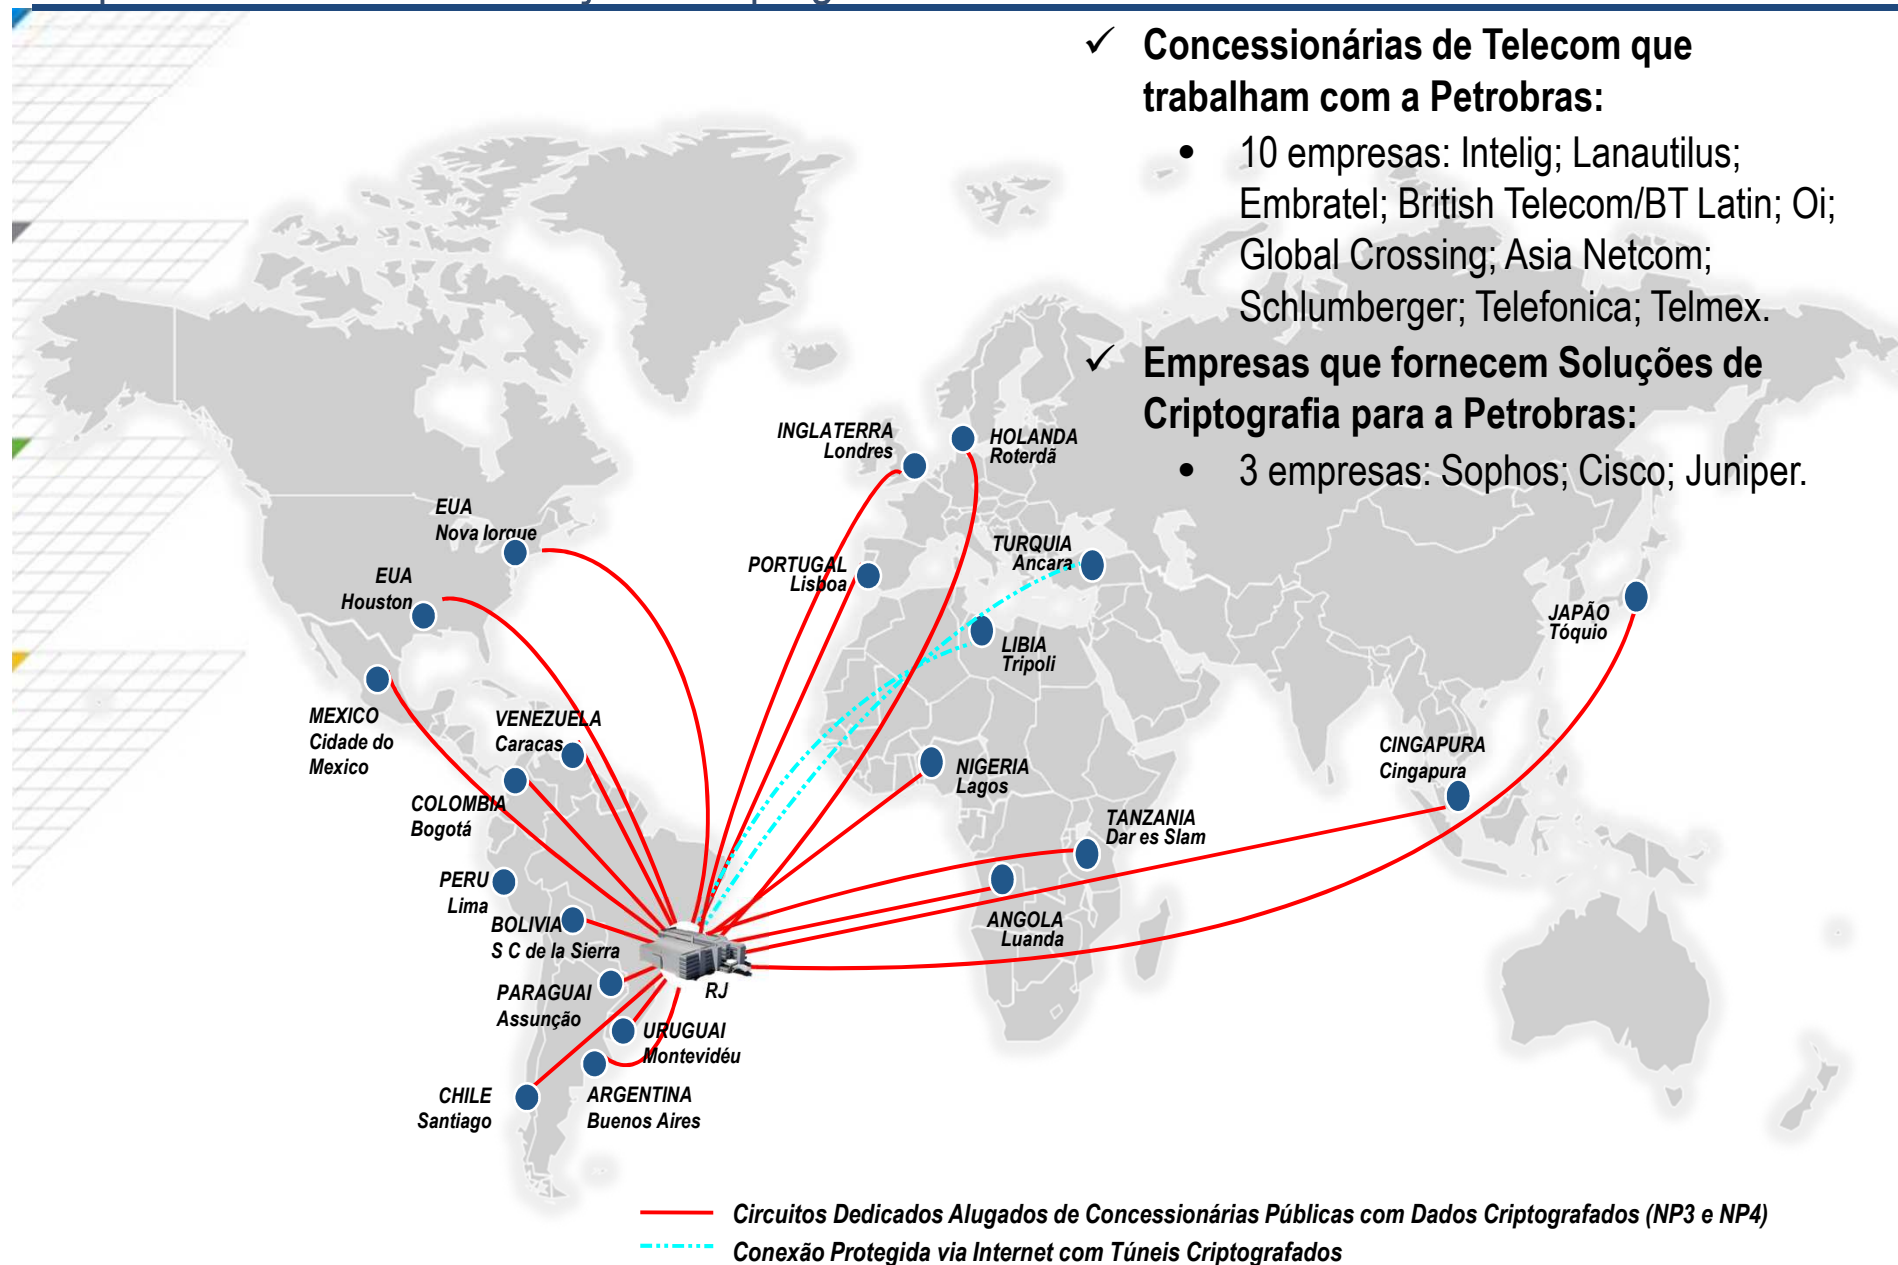 ✓ Concessionárias de Telecom que
trabalham com a Petrobras:
• 10 empresas: Intelig; Lanautilus;
Embratel; British Telecom/BT Latin; Oi;
Global Crossing; Asia Netcom;
Schlumberger; Telefonica; Telmex.
✓ Empresas que fornecem Soluções de
Criptografia para a Petrobras:
• 3 empresas: Sophos; Cisco; Juniper.
INGLATERRA
Londres
HOLANDA
Roterdã
EUA
Nova Iorque
EUA
Houston
PORTUGAL
Lisboa
TURQUIA
Ancara
LIBIA
Tripoli
JAPÃO
Tóquio
MEXICO
Cidade do
Mexico
VENEZUELA
Caracas
COLOMBIA
Bogotá
NIGERIA
Lagos
CINGAPURA
Cingapura
TANZANIA
Dar es Slam
PERU
Lima
BOLIVIA
S C de la Sierra
ANGOLA
Luanda
PARAGUAI
Assunção
RJ
URUGUAI
Montevidéu
CHILE
Santiago
ARGENTINA
Buenos Aires
Circuitos Dedicados Alugados de Concessionárias Públicas com Dados Criptografados (NP3 e NP4)
Conexão Protegida via Internet com Túneis Criptografados